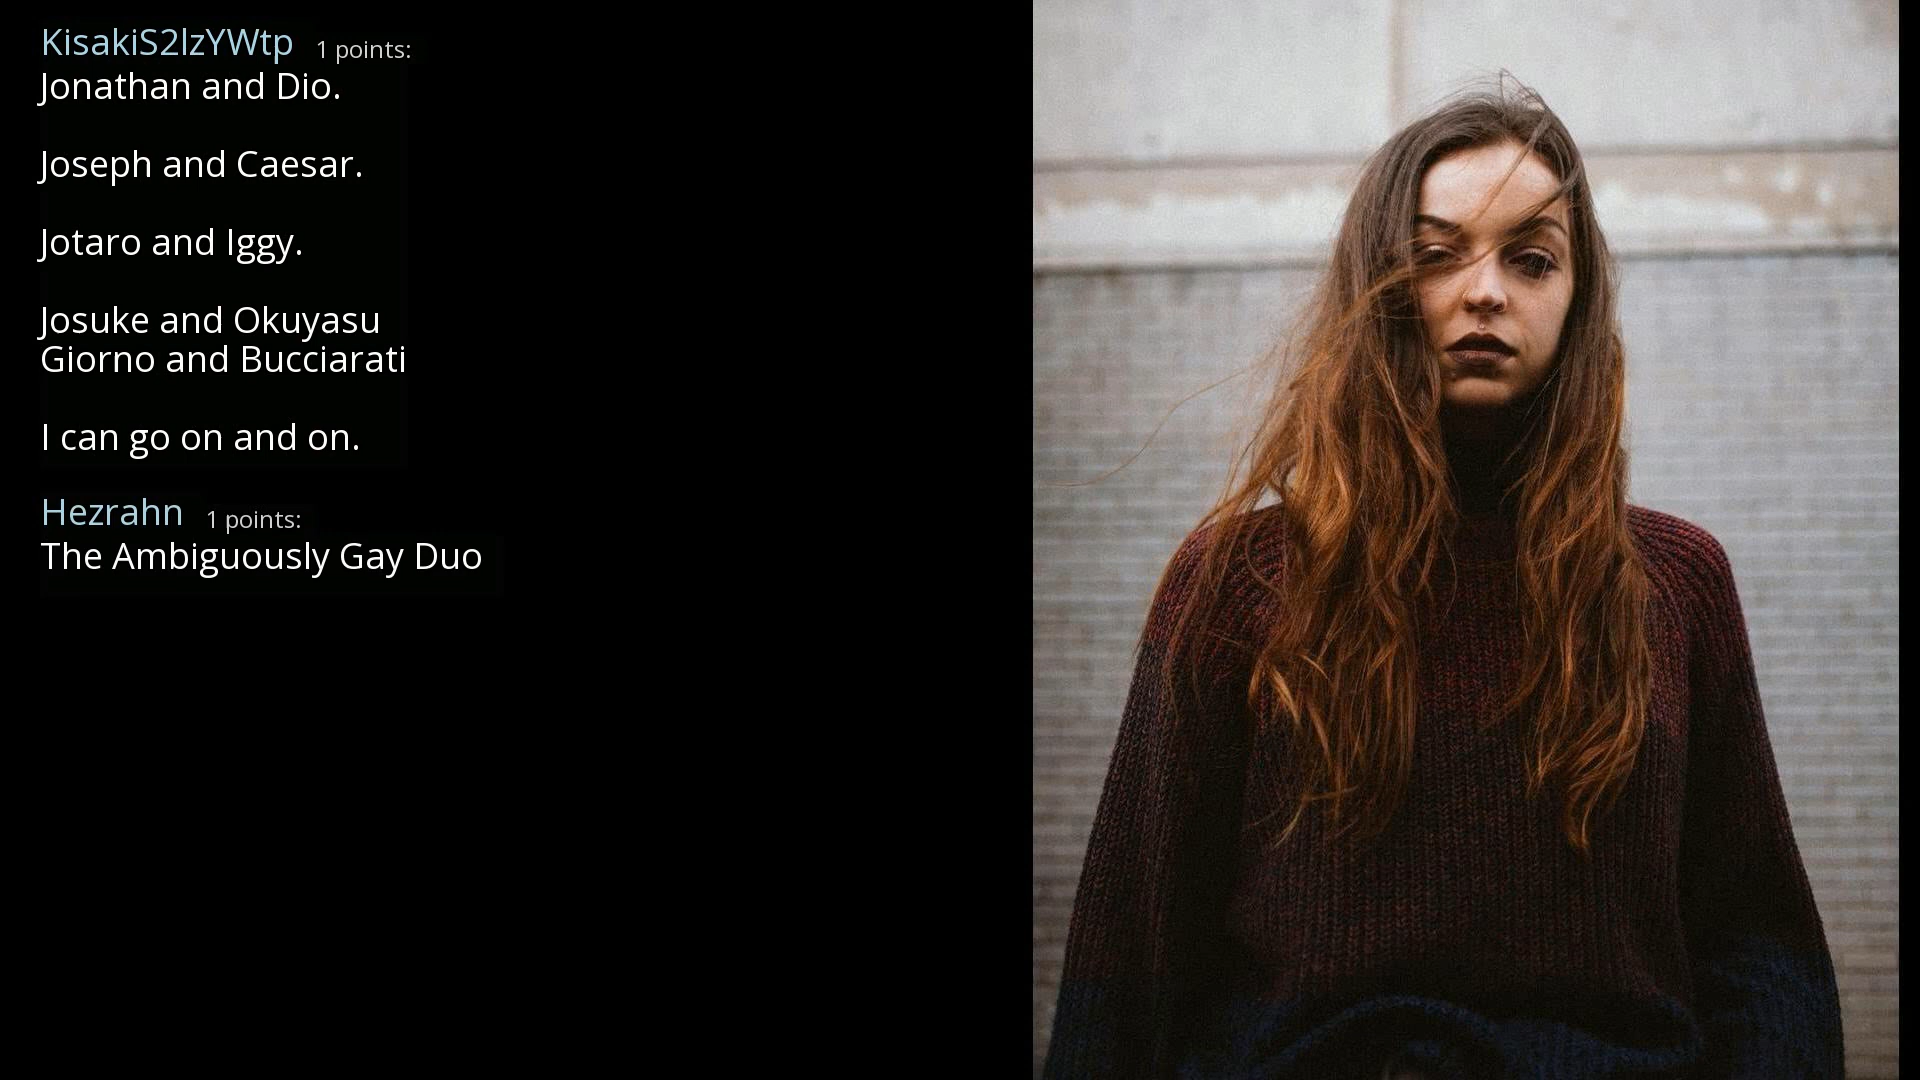 KisakiS2lzYWtp 1 points:
Jonathan and Dio.
Joseph and Caesar.
Jotaro and Iggy.
Josuke and Okuyasu
Giorno and Bucciarati
I can go on and on.
Hezrahn 1 points:
The Ambiguously Gay Duo